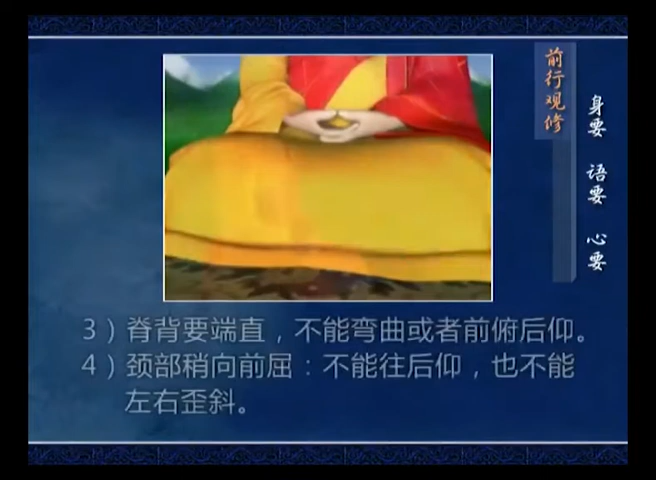 前行观修
身要 语要 心要
3）脊背要端直，不能弯曲或者前俯后仰。
4）颈部稍向前屈：不能往后仰，也不能
左右歪斜。